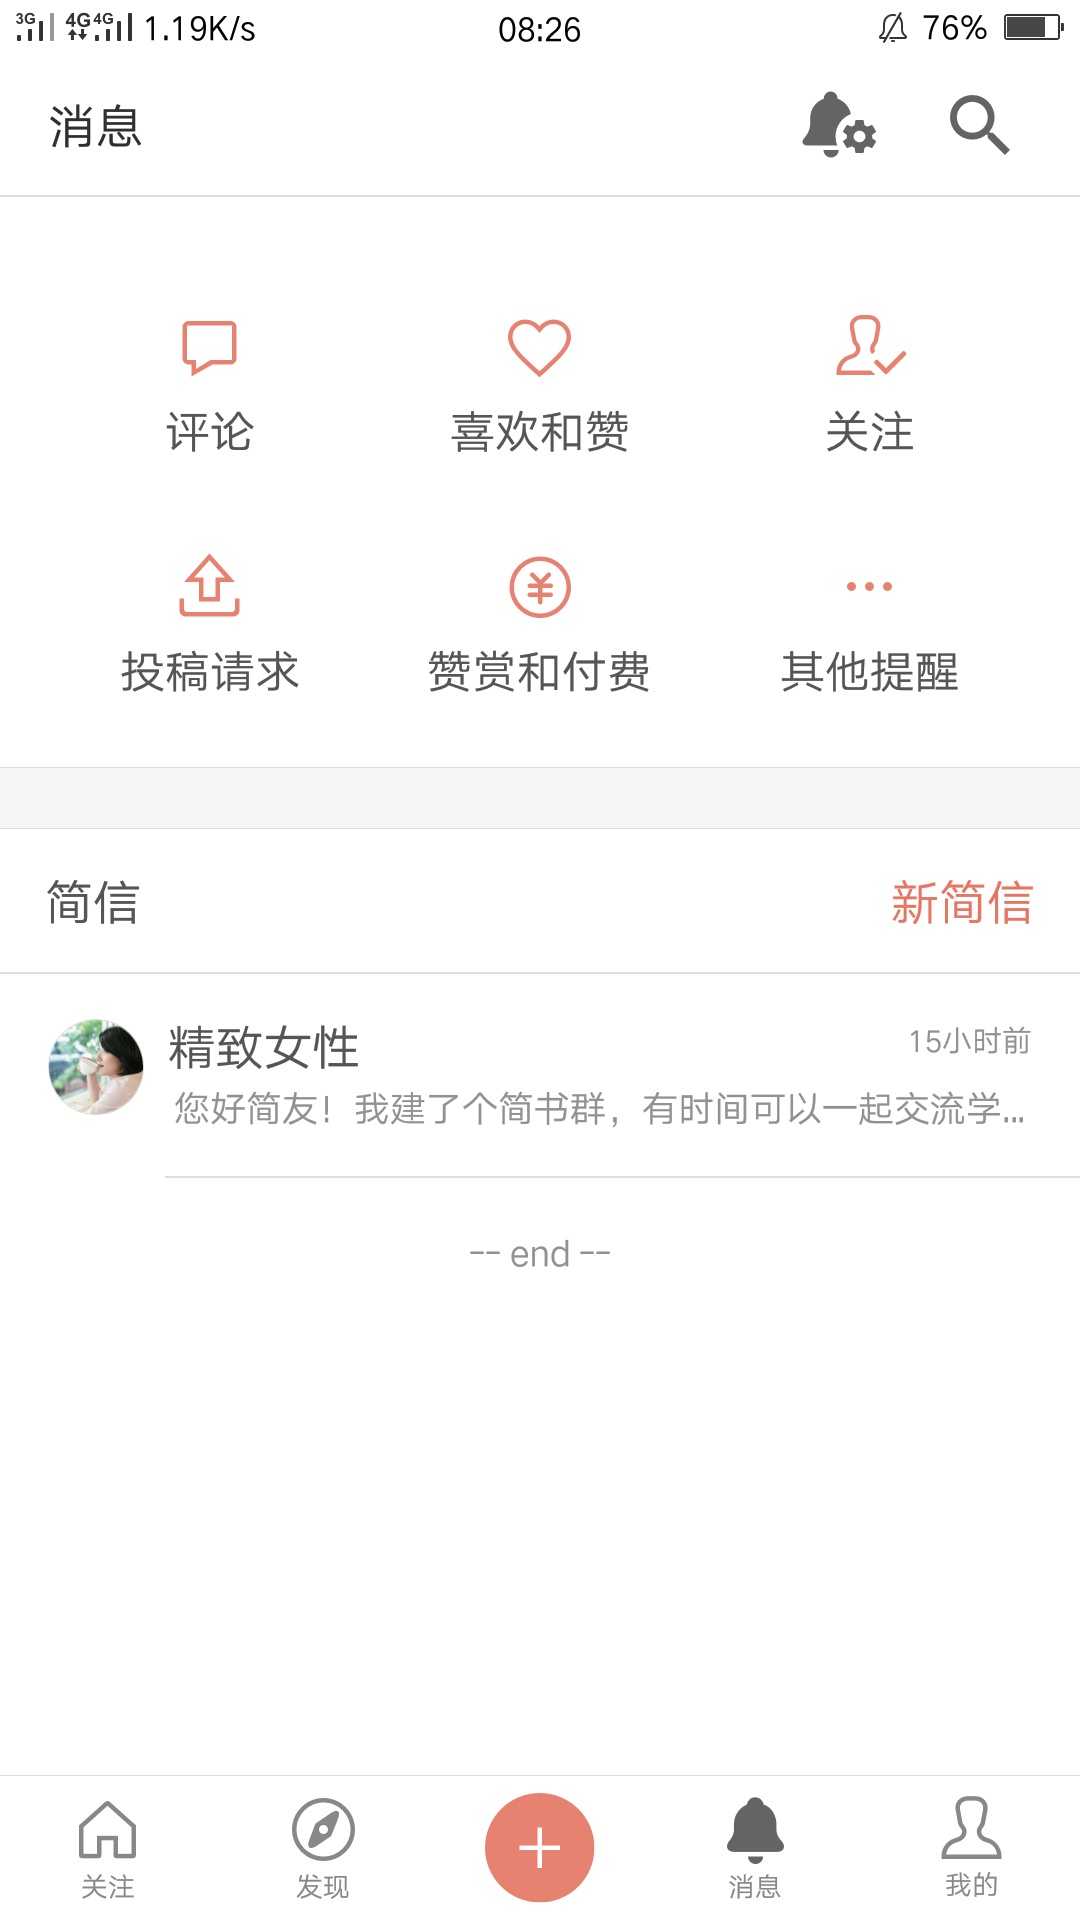 3G 4G 4G 1.19K/s 08:26 76%
消息
评论 喜欢和赞 关注
投稿请求 赞赏和付费 其他提醒
简信 新简信
精致女性 15小时前
您好简友！我建了个简书群，有时间可以一起交流学...
-- end --
关注 发现 消息 我的